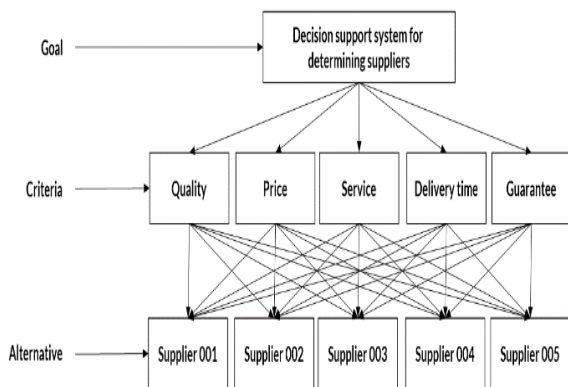 Goal
Decision support system for
determining suppliers
Criteria
Quality
Price
Service
Delivery time
Guarantee
Alternative
Supplier 001
Supplier 002
Supplier 003
Supplier 004
Supplier 005